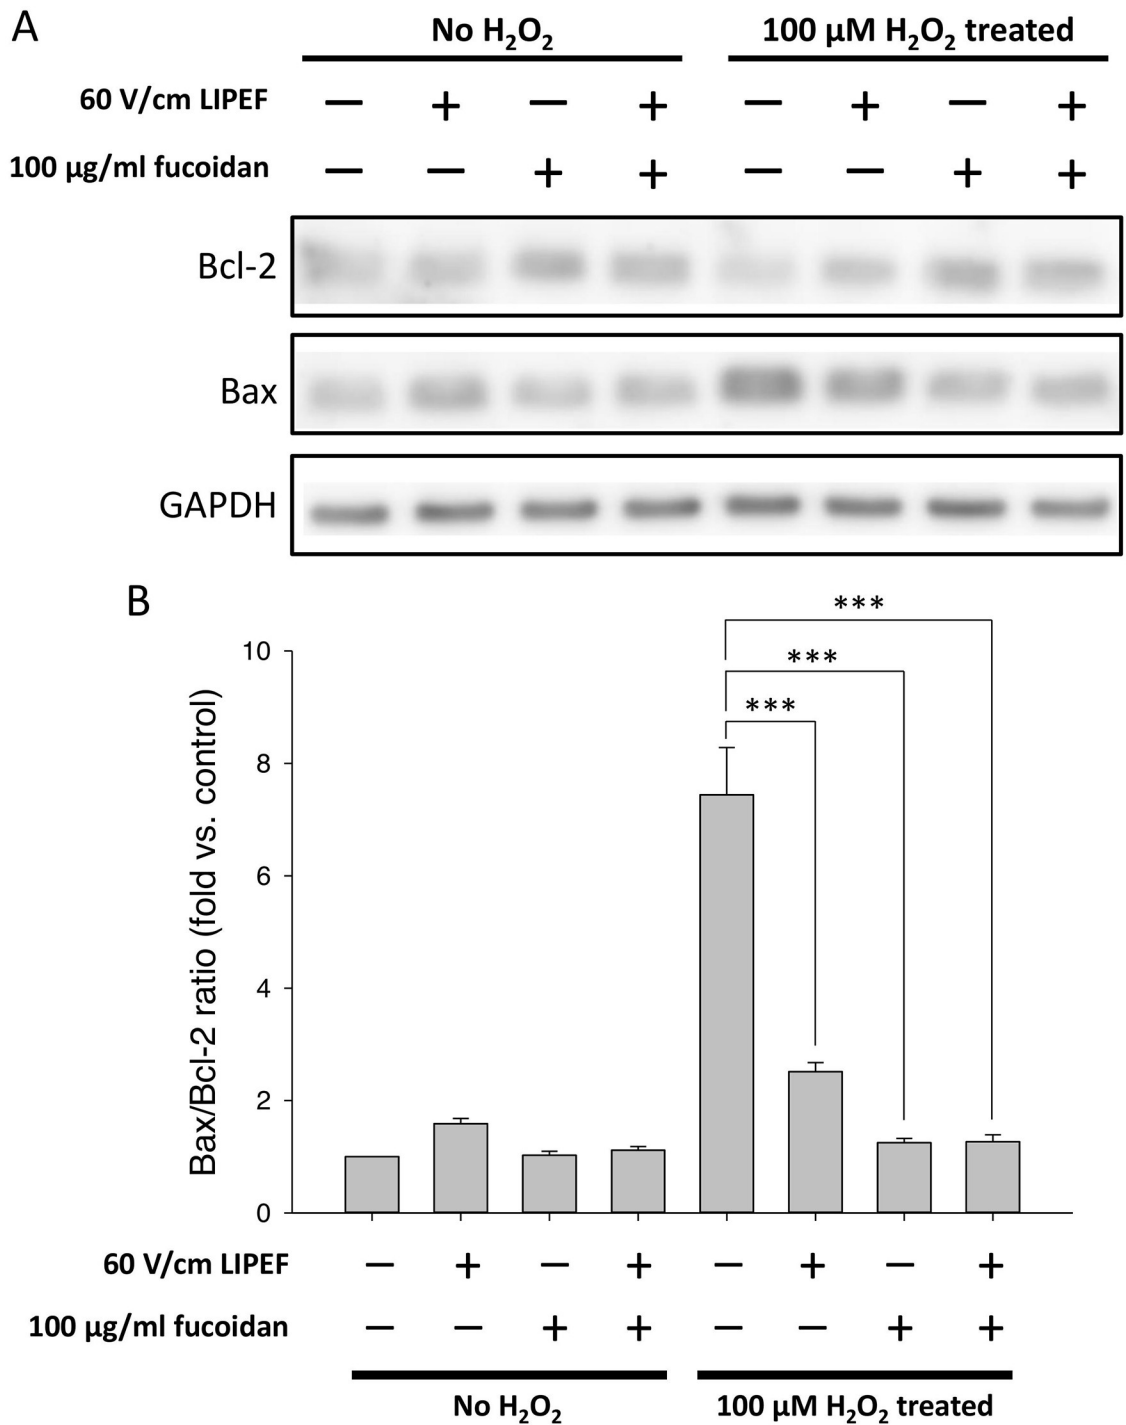 A
No H₂O₂ 100 µM H₂O₂ treated
60 V/cm LIPEF — + — + — + — +
100 µg/ml fucoidan — — + + — — + +
Bcl-2
Bax
GAPDH
B
***
***
***
Bax/Bcl-2 ratio (fold vs. control)
10
8
6
4
2
0
60 V/cm LIPEF — + — + — + — +
100 µg/ml fucoidan — — + + — — + +
No H₂O₂ 100 µM H₂O₂ treated